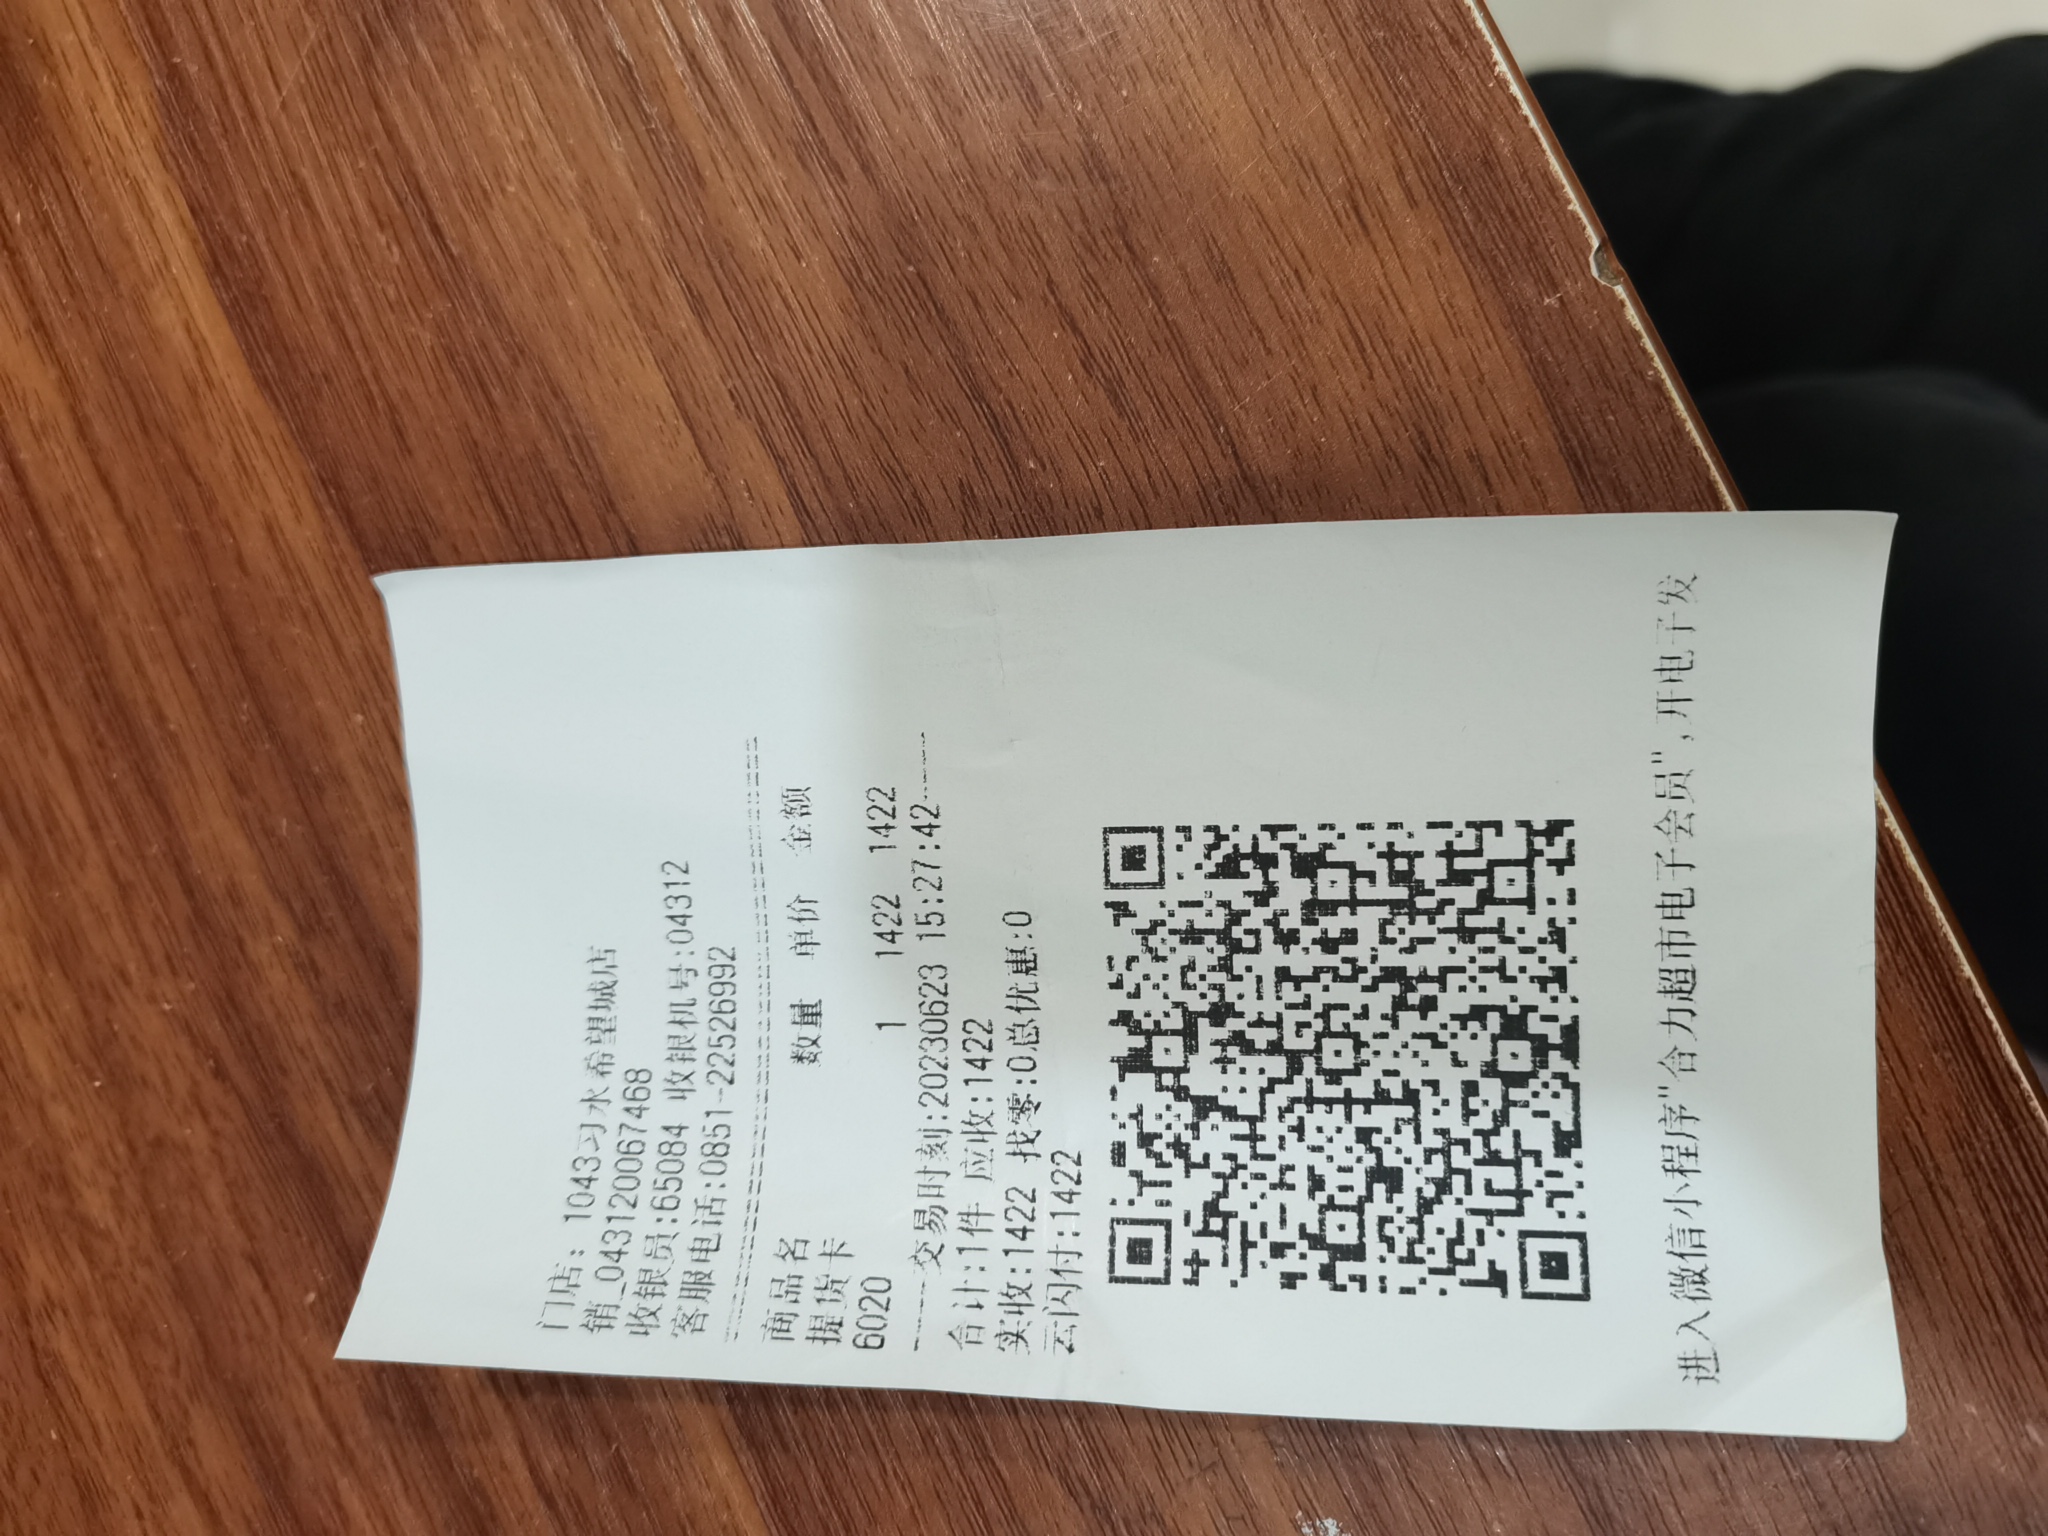 门店: 1043习水希望城店
销_043120067468
收银员:65084 收银机号:04312
客服电话:0851-22526992
商品名 数量 单价 金额
提货卡
6020 1 1422 1422
交易时刻:20230623 15:27:42
合计:1件 应收:1422
实收:1422 找零:0总优惠:0
云闪付:1422
进入微信小程序"合力超市电子会员",开电子发